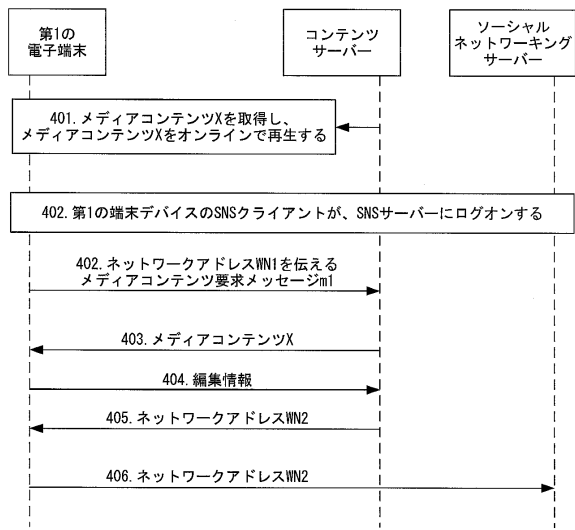 第1の
電子端末
コンテンツ
サーバー
ソーシャル
ネットワーキング
サーバー
401. メディアコンテンツXを取得し、
メディアコンテンツXをオンラインで再生する
402. 第1の端末デバイスのSNSクライアントが、SNSサーバーにログオンする
402. ネットワークアドレスWN1を伝える
メディアコンテンツ要求メッセージm1
403. メディアコンテンツX
404. 編集情報
405. ネットワークアドレスWN2
406. ネットワークアドレスWN2